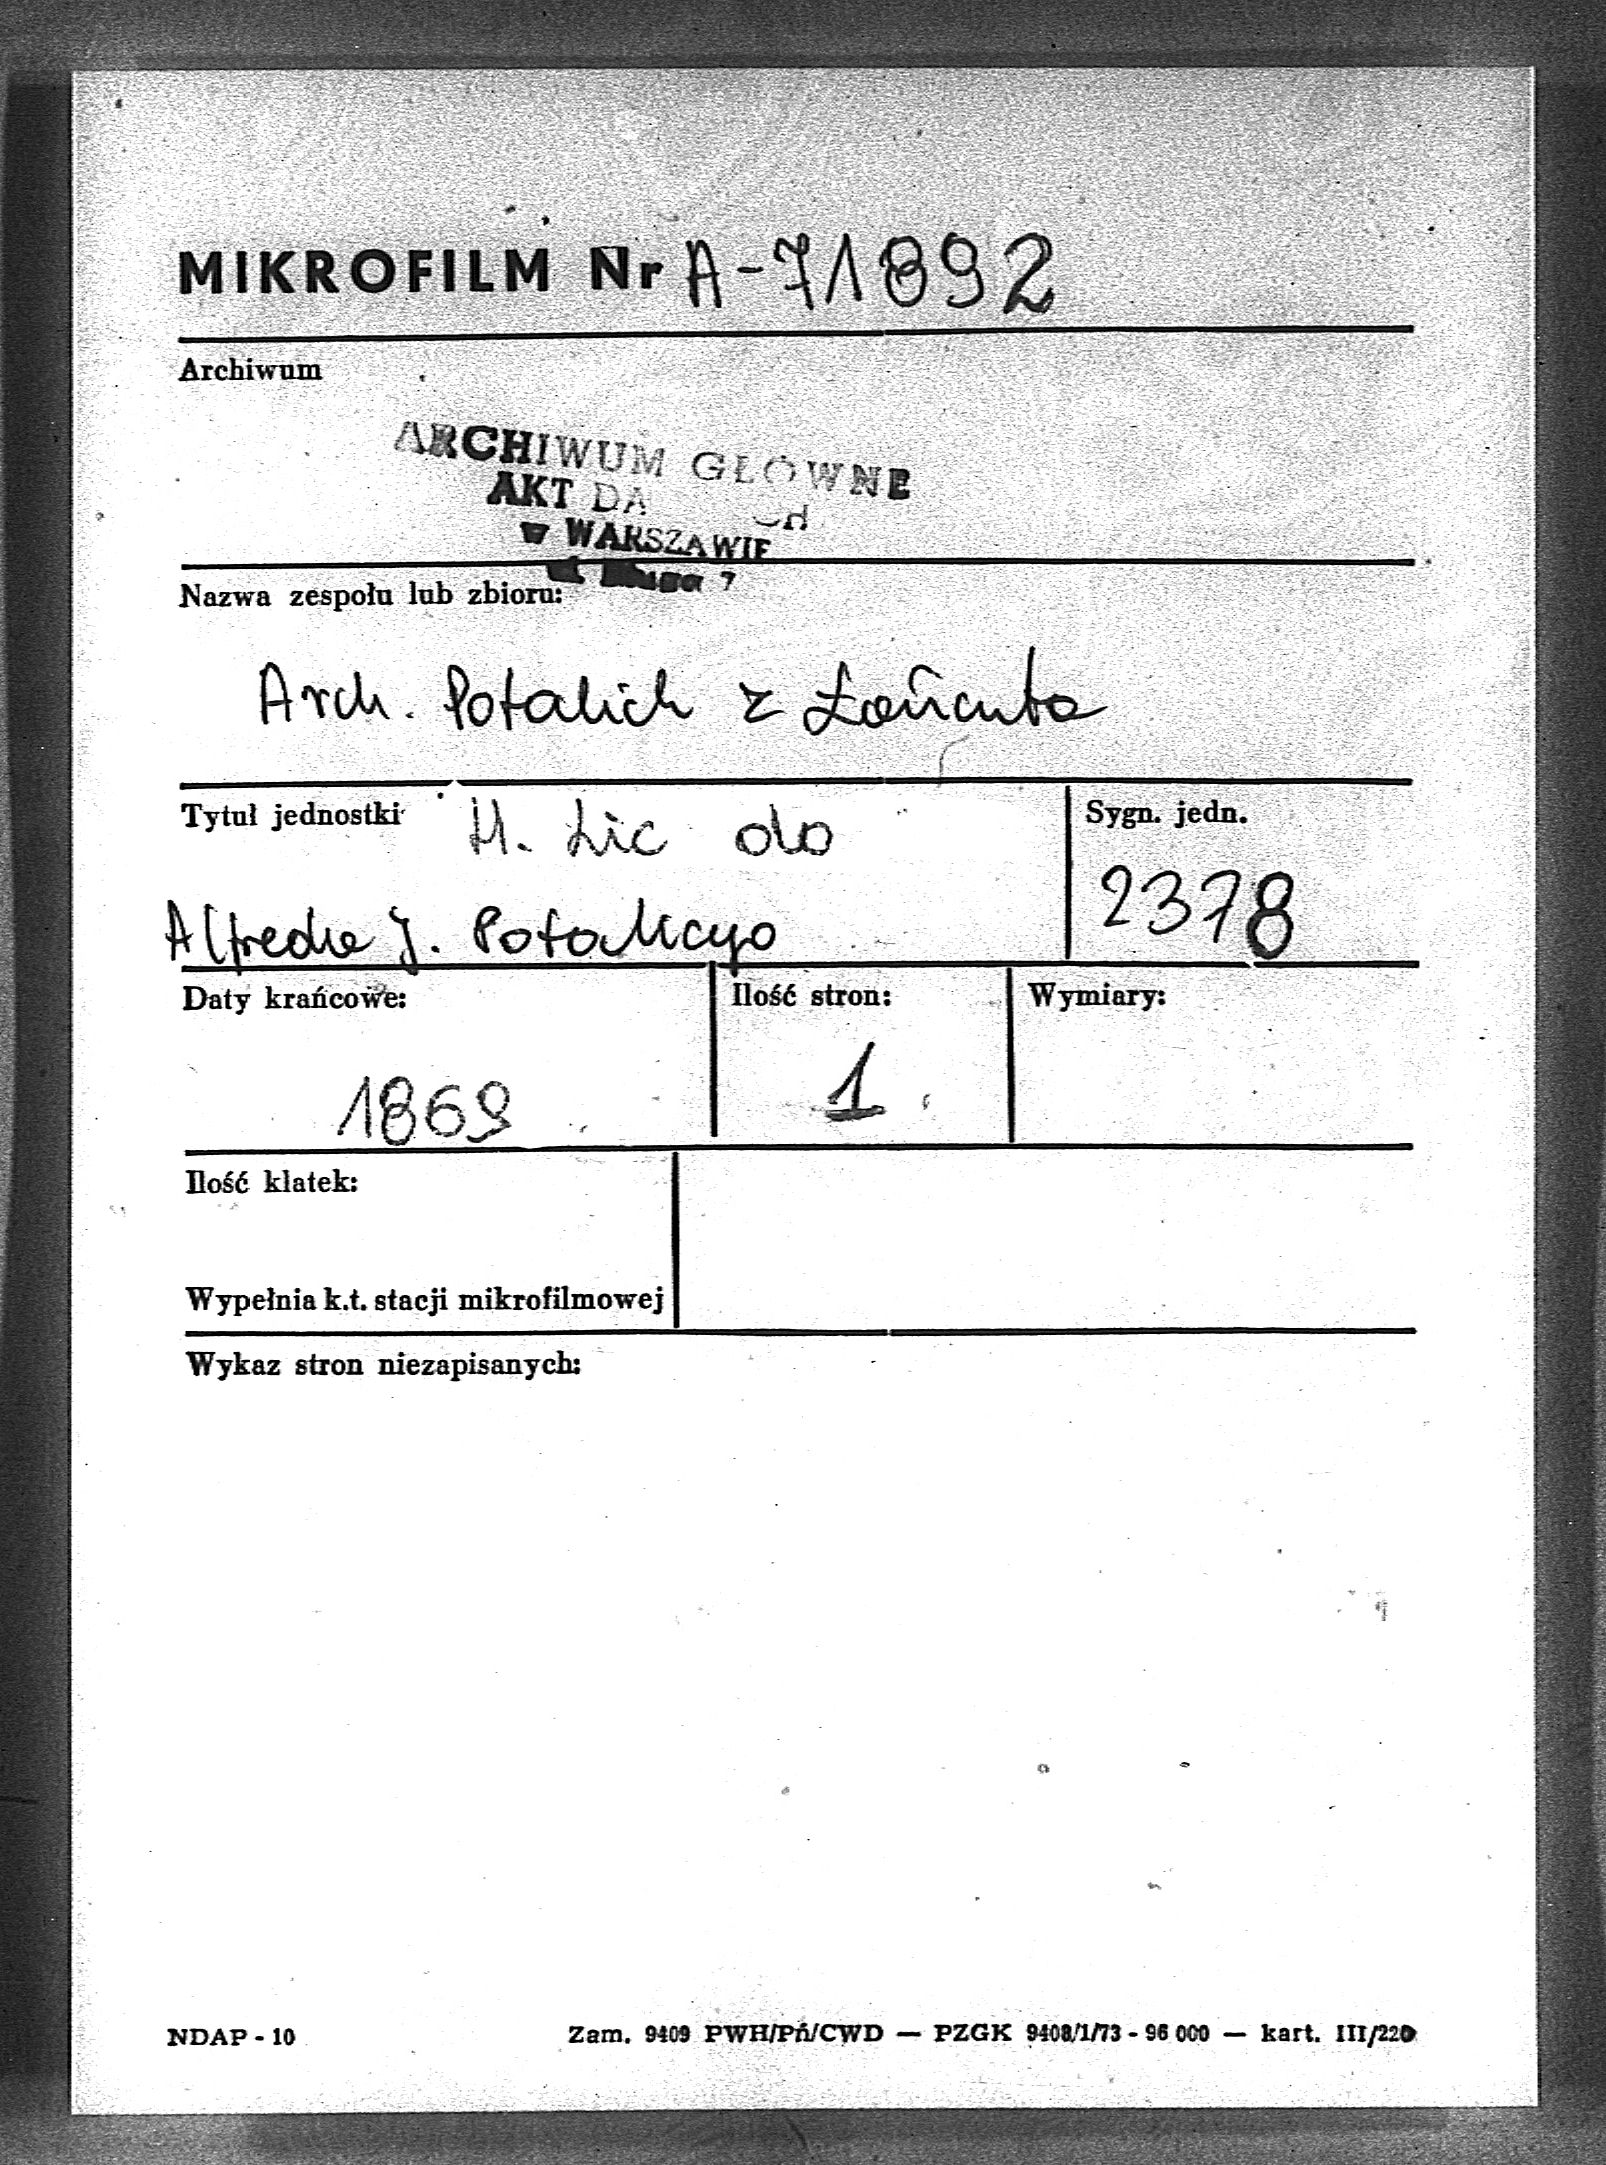 MIKROFILM Nr A-71892
Archiwum
ARCHIWUM GŁÓWNE
AKT DA
w WARSZAWIE
7
Nazwa zespołu lub zbioru:
Arch. Potockich z Łańcuta
Tytuł jednostki
Sygn. jedn.
H. Lic do
2378
Alfreda J. Potockiego
Daty krańcowe:
Ilość stron:
Wymiary:
1869
1
Ilość klatek:
Wypełnia k.t. stacji mikrofilmowej
Wykaz stron niezapisanych:
NDAP - 10
Zam. 9409 PWH/Pń/CWD — PZGK 9408/1/73 - 96 000 — kart. III/220